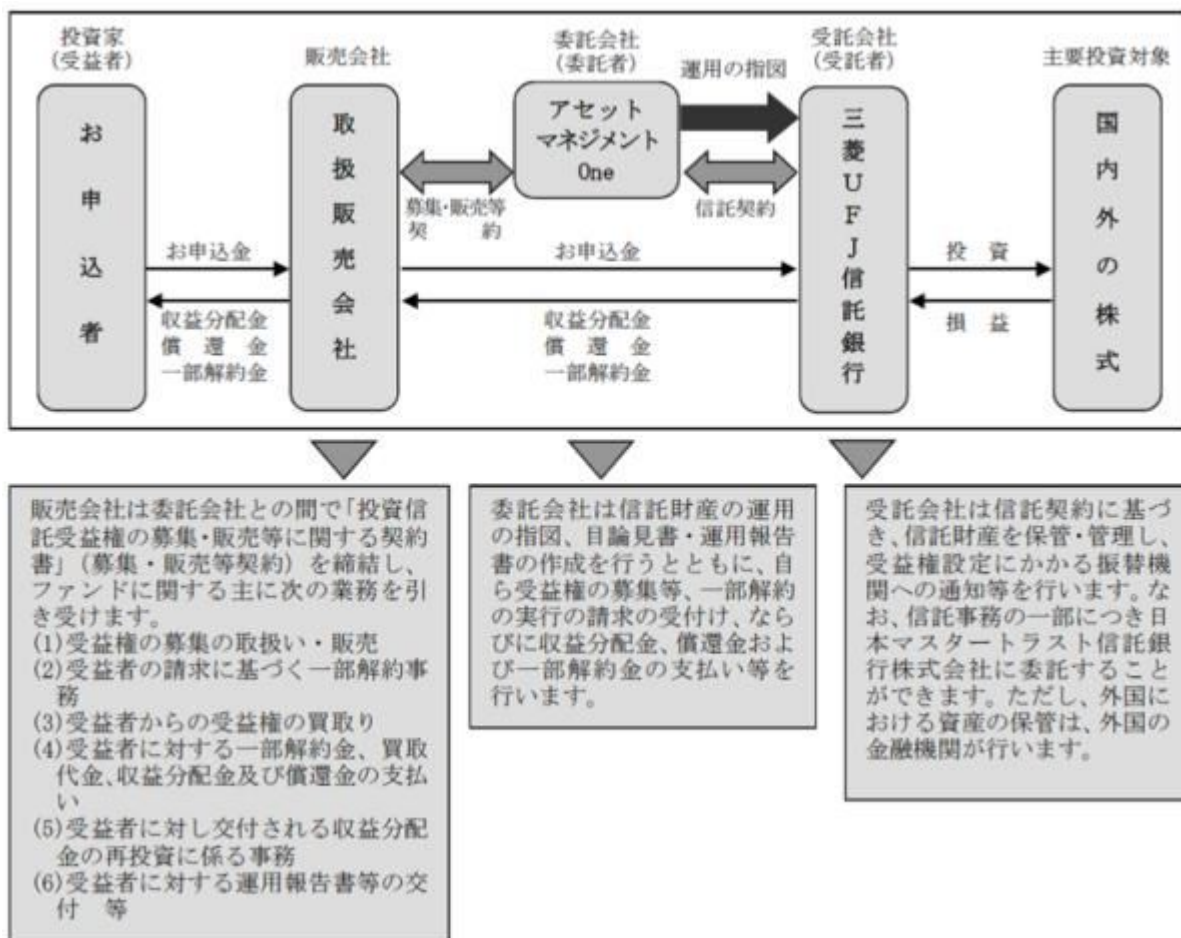 投資家
(受益者)
販売会社
委託会社
(委託者)
受託会社
(受託者)
主要投資対象
お申込者
取扱販売会社
アセット
マネジメント
One
運用の指図
三菱UFJ信託銀行
国内外の株式
募集・販売等
契　約
信託契約
お申込金
お申込金
投　資
収益分配金
償　還　金
一部解約金
収益分配金
償　還　金
一部解約金
損　益
販売会社は委託会社との間で「投資信
託受益権の募集・販売等に関する契約
書」(募集・販売等契約)を締結し、
ファンドに関する主に次の業務を引
き受けます。
(1)受益権の募集の取扱い・販売
(2)受益者の請求に基づく一部解約事
務
(3)受益者からの受益権の買取り
(4)受益者に対する一部解約金、買取
代金、収益分配金及び償還金の支払
い
(5)受益者に対し交付される収益分配
金の再投資に係る事務
(6)受益者に対する運用報告書等の交
付　等
委託会社は信託財産の運用
の指図、目論見書・運用報告
書の作成を行うとともに、自
ら受益権の募集等、一部解約
の実行の請求の受付け、なら
びに収益分配金、償還金およ
び一部解約金の支払い等を
行います。
受託会社は信託契約に基づ
き、信託財産を保管・管理し、
受益権設定にかかる振替機
関への通知等を行います。な
お、信託事務の一部につき日
本マスタートラスト信託銀
行株式会社に委託すること
ができます。ただし、外国に
おける資産の保管は、外国の
金融機関が行います。